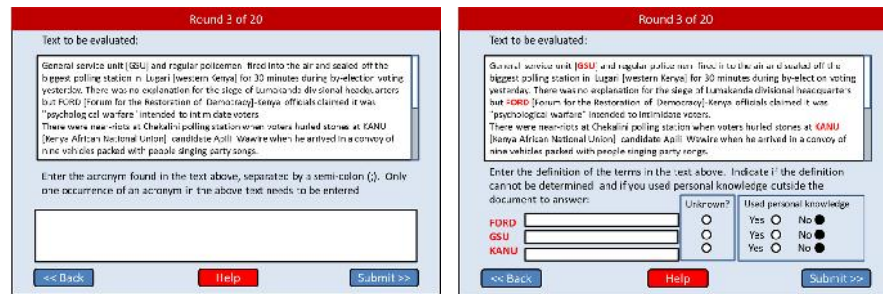 Round 3 of 20
Text to be evaluated:
General service unit [GSU] and regular policemen fired into the air and sealed off the
biggest polling station in Lugari [western Kenya] for 30 minutes during by-election voting
yesterday. There was no explanation for the siege of Lumakanda divisional headquarters
but FORD [Forum for the Restoration of Democracy]-Kenya officials claimed it was
"psychological warfare" intended to intimidate voters
There were near-riots at Chekalini polling station when voters hurled stones at KANU
[Kenya African National Union] candidate Apili Wawire when he arrived in a convoy of
nine vehicles packed with people singing party songs.
Enter the acronym found in the text above, separated by a semi-colon (;). Only
one occurrence of an acronym in the above text needs to be entered
<< Back
Help
Submit >>
Round 3 of 20
Text to be evaluated:
General service unit [GSU] and regular policemen fired into the air and sealed off the
biggest polling station in Lugari [western Kenya] for 30 minutes during by-election voting
yesterday. There was no explanation for the siege of Lumakanda divisional headquarters
but FORD [Forum for the Restoration of Democracy]-Kenya officials claimed it was
"psychological warfare" intended to intimidate voters.
There were near-riots at Chekalini polling station when voters hurled stones at KANU
[Kenya African National Union] candidate Apili Wawire when he arrived in a convoy of
nine vehicles packed with people singing party songs.
Enter the definition of the terms in the text above. Indicate if the definition
cannot be determined and if you used personal knowledge outside the
document to answer:
Unknown? Used personal knowledge
FORD Yes No
GSU Yes No
KANU Yes No
<< Back
Help
Submit >>